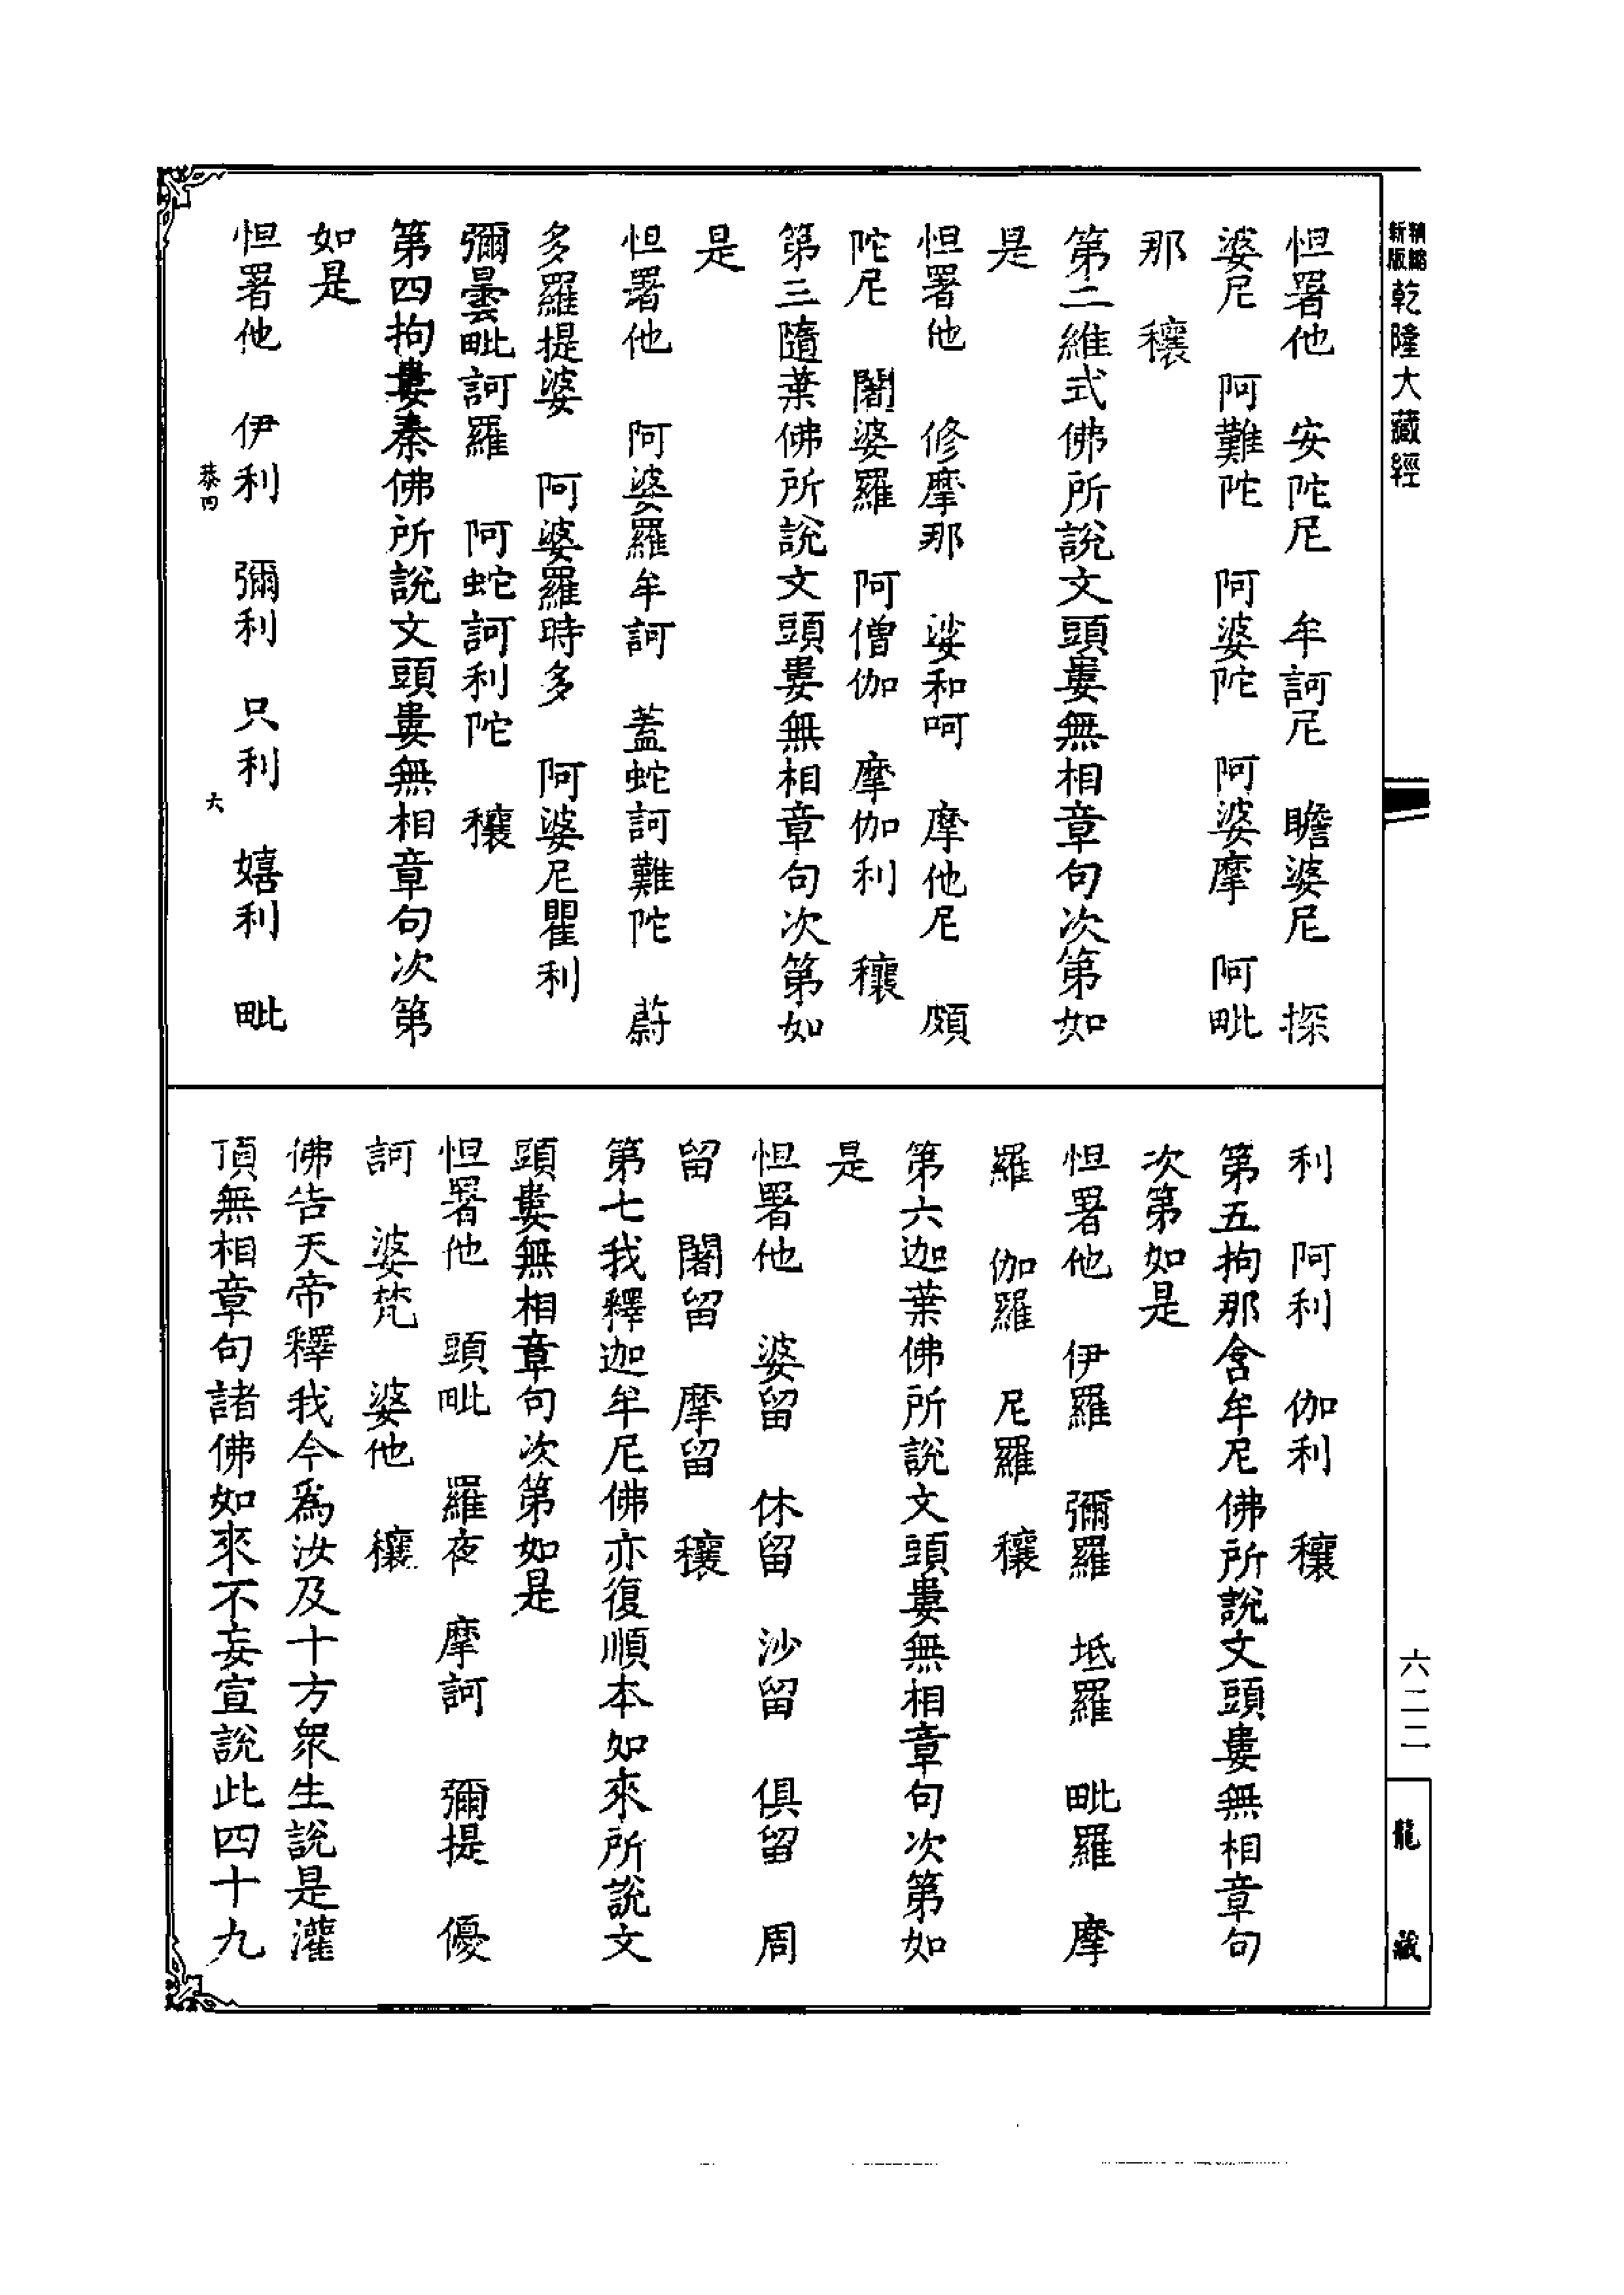 新版精縮乾隆大藏經
怛署他　安陀尼　牟訶尼　瞻婆尼　探
婆尼　阿難陀　阿婆陀　阿婆摩　阿毗
那　穰
第二維式佛所說文頭婁無相章句次第如
是
怛署他　修摩那　娑和呵　摩他尼　頗
陀尼　闍婆羅　阿僧伽　摩伽利　穰
第三隨葉佛所說文頭婁無相章句次第如
是
怛署他　阿婆羅牟訶　蓋蛇訶難陀　蔚
多羅提婆　阿婆羅時多　阿婆尼瞿利
彌曇毗訶羅　阿蛇訶利陀　穰
第四拘婁秦佛所說文頭婁無相章句次第
如是
怛署他　伊利　彌利　只利　嬉利　毗
恭四　六
利　阿利　伽利　穰
第五拘那含牟尼佛所說文頭婁無相章句
次第如是
怛署他　伊羅　彌羅　坻羅　毗羅　摩
羅　伽羅　尼羅　穰
第六迦葉佛所說文頭婁無相章句次第如
是
怛署他　婆留　休留　沙留　俱留　周
留　闍留　摩留　穰
第七我釋迦牟尼佛亦復順本如來所說文
頭婁無相章句次第如是
怛署他　頭毗　羅夜　摩訶　彌提　優
訶　婆梵　婆他　穰
佛告天帝釋我今為汝及十方眾生說是灌
頂無相章句諸佛如來不妄宣說此四十九
六二二
龍藏